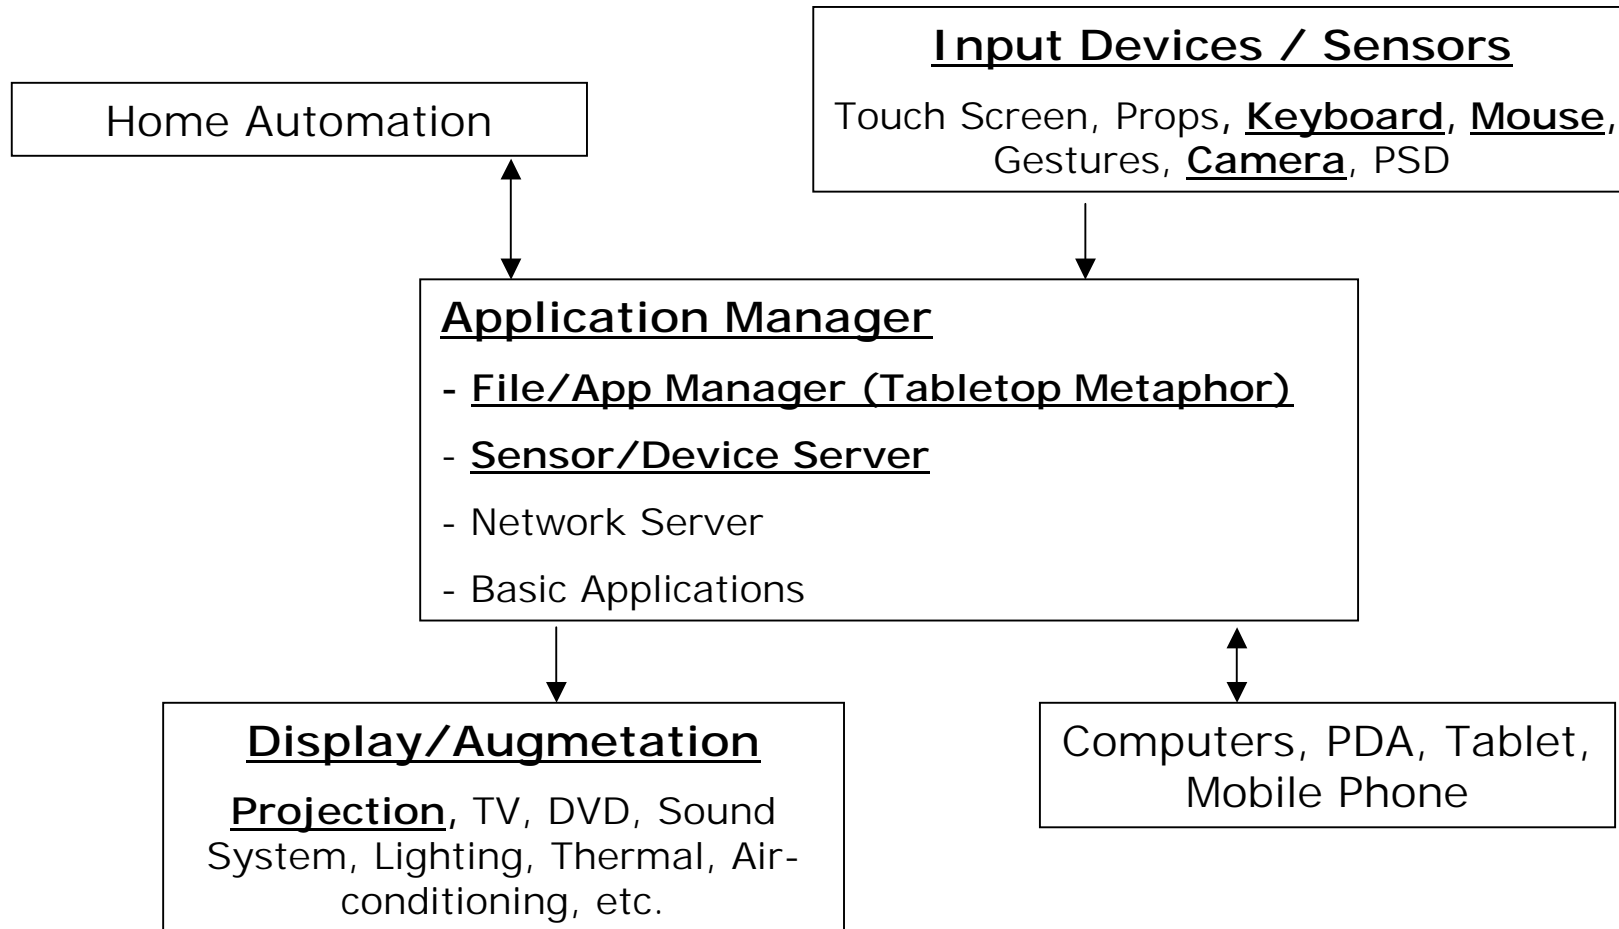 Home Automation
Input Devices / Sensors
Touch Screen, Props, Keyboard, Mouse,
Gestures, Camera, PSD
Application Manager
- File/App Manager (Tabletop Metaphor)
- Sensor/Device Server
- Network Server
- Basic Applications
Display/Augmetation
Projection, TV, DVD, Sound
System, Lighting, Thermal, Air-
conditioning, etc.
Computers, PDA, Tablet,
Mobile Phone